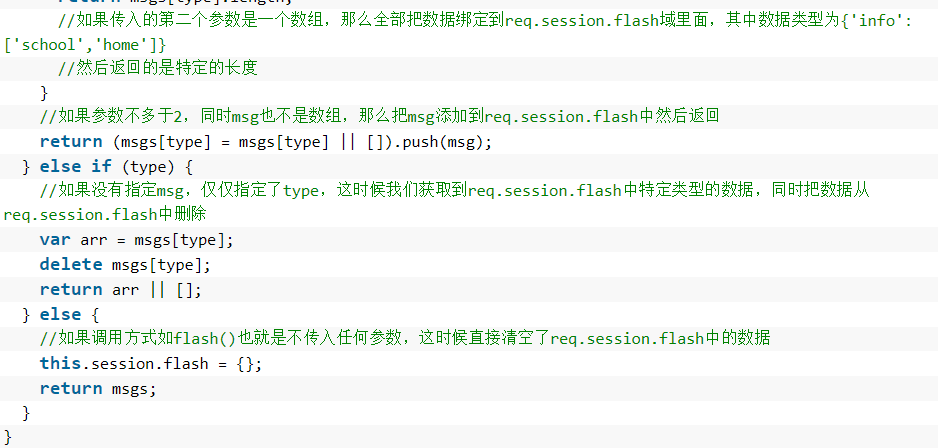 return msgs[type].length;
//如果传入的第二个参数是一个数组，那么全部把数据绑定到req.session.flash域里面，其中数据类型为{'info':
['school','home']}
//然后返回的是特定的长度
}
//如果参数不多于2，同时msg也不是数组，那么把msg添加到req.session.flash中然后返回
return (msgs[type] = msgs[type] || []).push(msg);
} else if (type) {
//如果没有指定msg，仅仅指定了type，这时候我们获取到req.session.flash中特定类型的数据，同时把数据从
req.session.flash中删除
var arr = msgs[type];
delete msgs[type];
return arr || [];
} else {
//如果调用方式如flash()也就是不传入任何参数，这时候直接清空了req.session.flash中的数据
this.session.flash = {};
return msgs;
}
}